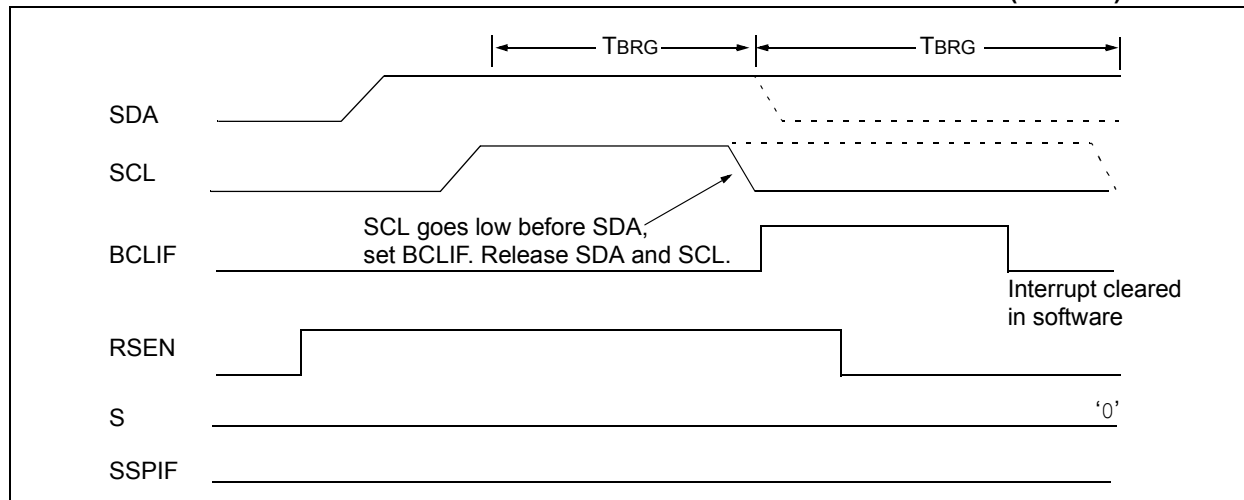 TBRG TBRG
SDA
SCL
SCL goes low before SDA,
set BCLIF. Release SDA and SCL.
BCLIF
Interrupt cleared
in software
RSEN
S
‘0’
SSPIF